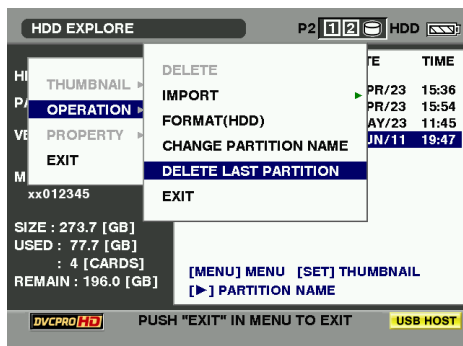 HDD EXPLORE P2 1 2 HDD
TE TIME
THUMBNAIL
OPERATION
PROPERTY
EXIT
DELETE
IMPORT
FORMAT(HDD)
CHANGE PARTITION NAME
DELETE LAST PARTITION
EXIT
PR/23 15:36
PR/23 15:54
AY/23 11:45
UN/11 19:47
xx012345
SIZE : 273.7 [GB]
USED : 77.7 [GB]
: 4 [CARDS]
REMAIN : 196.0 [GB]
[MENU] MENU [SET] THUMBNAIL
[▶] PARTITION NAME
DVCPRO HD PUSH "EXIT" IN MENU TO EXIT USB HOST